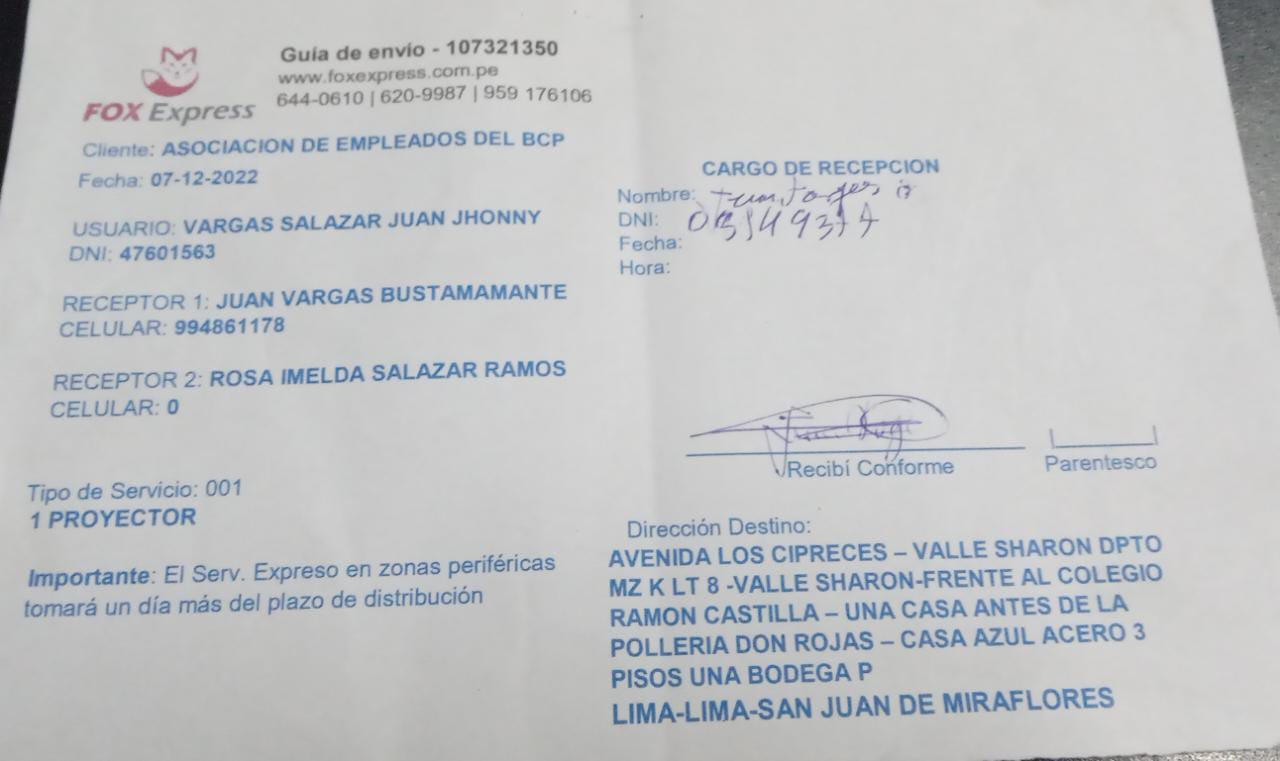 FOX Express
Guía de envío - 107321350
www.foxexpress.com.pe
644-0610 | 620-9987 | 959 176106
Cliente: ASOCIACION DE EMPLEADOS DEL BCP
Fecha: 07-12-2022
USUARIO: VARGAS SALAZAR JUAN JHONNY
DNI: 47601563
RECEPTOR 1: JUAN VARGAS BUSTAMAMANTE
CELULAR: 994861178
RECEPTOR 2: ROSA IMELDA SALAZAR RAMOS
CELULAR: 0
Tipo de Servicio: 001
1 PROYECTOR
Importante: El Serv. Expreso en zonas periféricas
tomará un día más del plazo de distribución
CARGO DE RECEPCION
Nombre:
DNI:
Fecha:
Hora:
Recibí Conforme
Parentesco
Dirección Destino:
AVENIDA LOS CIPRECES – VALLE SHARON DPTO
MZ K LT 8 -VALLE SHARON-FRENTE AL COLEGIO
RAMON CASTILLA – UNA CASA ANTES DE LA
POLLERIA DON ROJAS – CASA AZUL ACERO 3
PISOS UNA BODEGA P
LIMA-LIMA-SAN JUAN DE MIRAFLORES